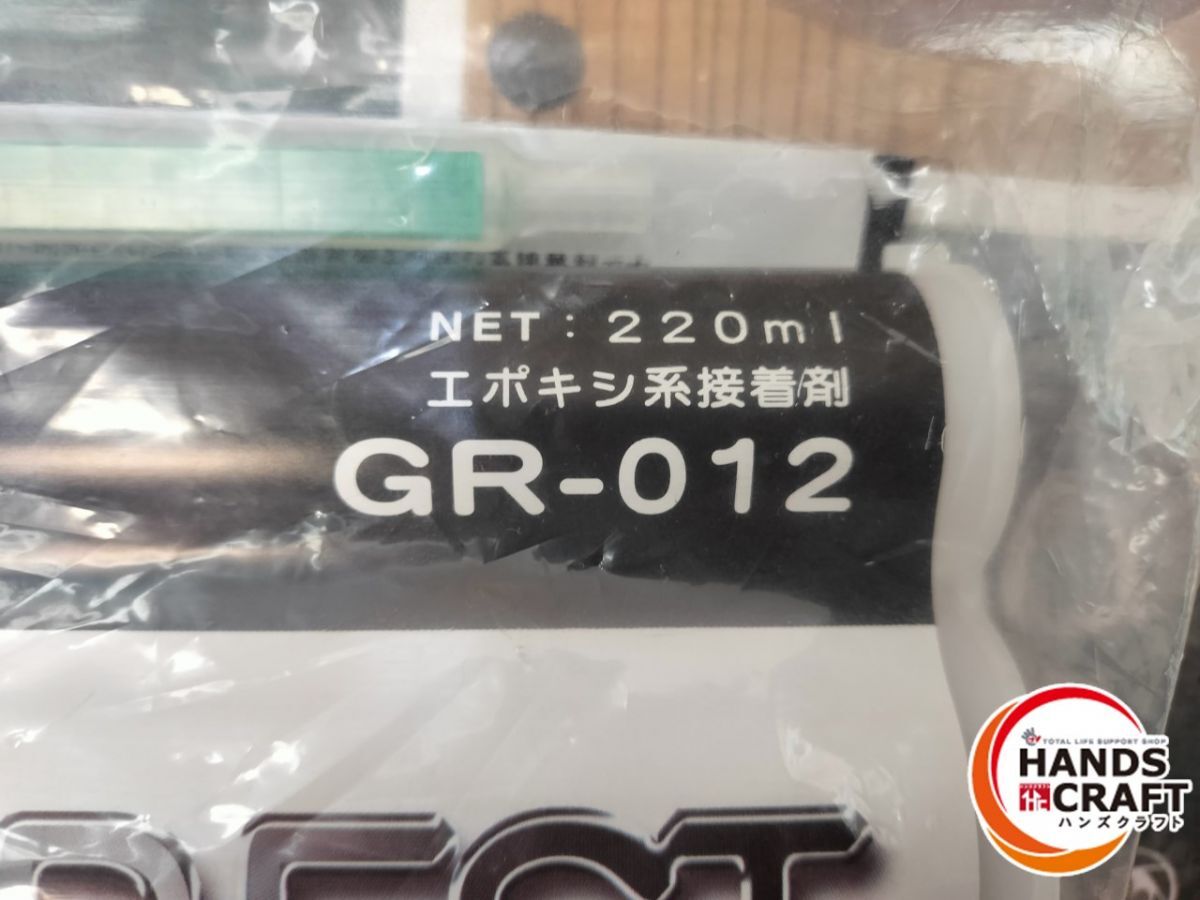 NET：220ml
エポキシ系接着剤
GR-012
TOTAL LIFE SUPPORT SHOP
HANDS
CRAFT
ハンズクラフト